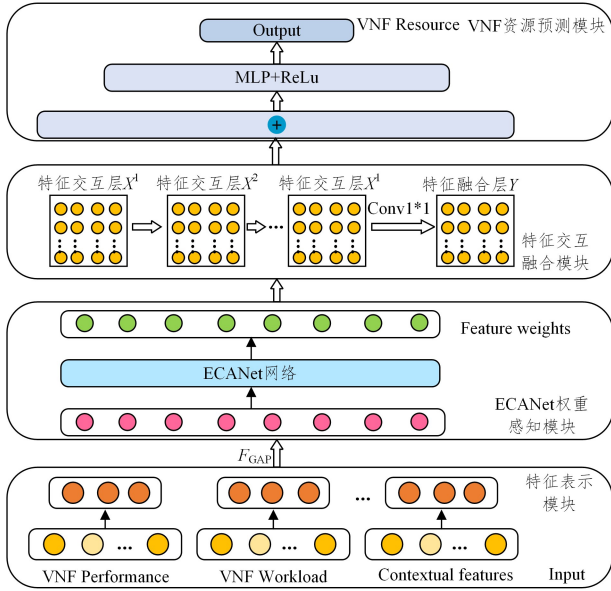 Output
VNF Resource VNF资源预测模块
MLP+ReLu
+
特征交互层X¹ 特征交互层X² 特征交互层X¹ 特征融合层Y
Conv1*1
...
特征交互
融合模块
Feature weights
ECANet网络
ECANet权重
感知模块
F_GAP
特征表示
模块
...
... ... ...
VNF Performance VNF Workload Contextual features Input